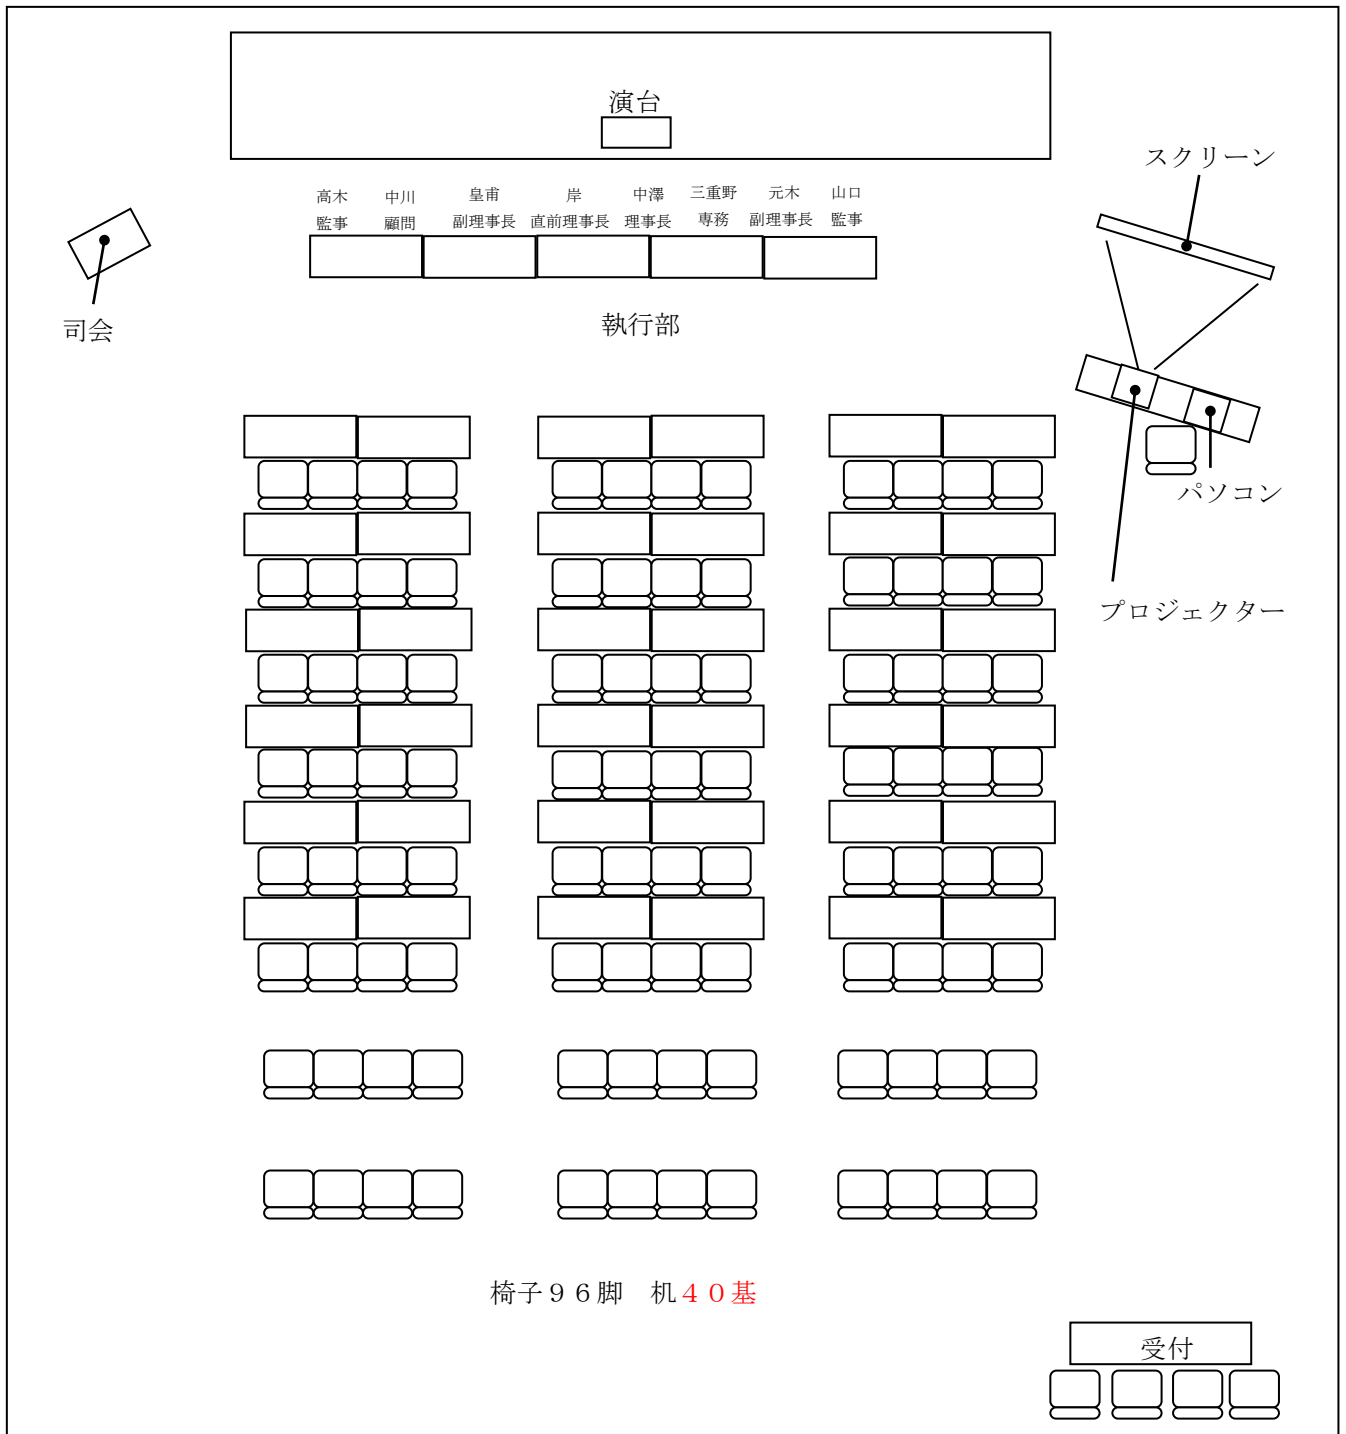 演台
スクリーン
高木 中川 皇甫 岸 中澤 三重野 元木 山口
監事 顧問 副理事長 直前理事長 理事長 専務 副理事長 監事
執行部
司会
パソコン
プロジェクター
椅子96脚 机40基
受付